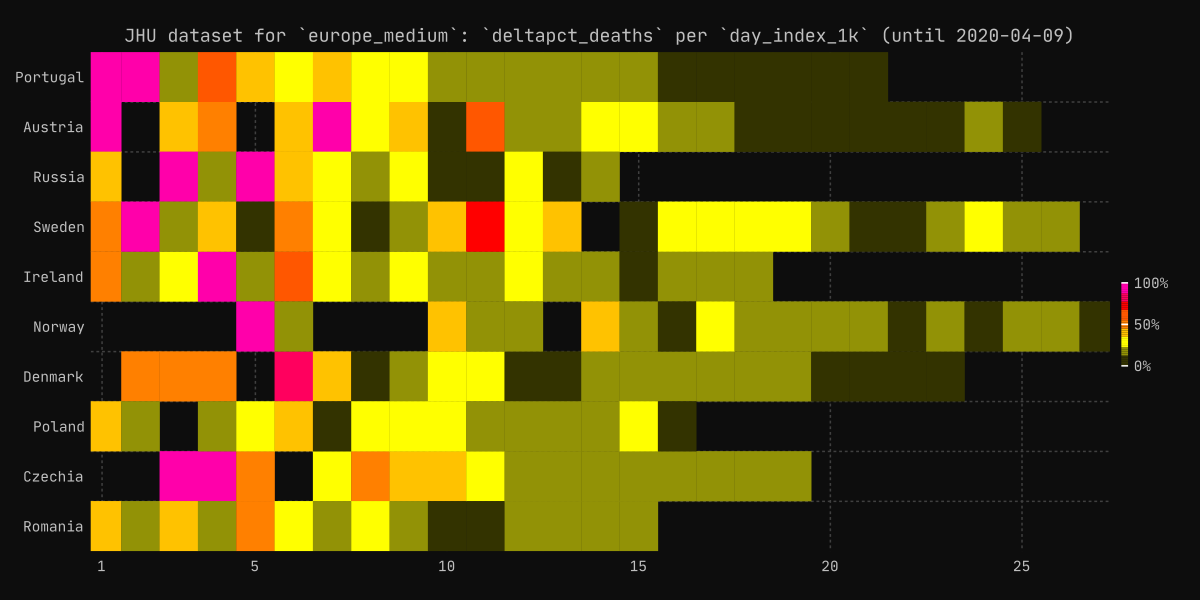 JHU dataset for `europe_medium`: `deltapct_deaths` per `day_index_1k` (until 2020-04-09)
Portugal
Austria
Russia
Sweden
Ireland
Norway
Denmark
Poland
Czechia
Romania
100%
50%
0%
1 5 10 15 20 25